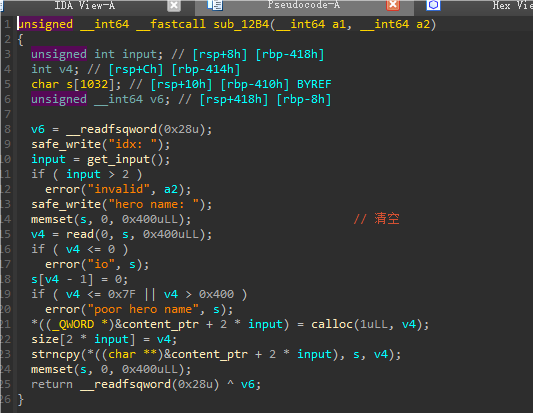 IDA View-A Pseudocode-A Hex Vi
1 unsigned __int64 __fastcall sub_12B4(__int64 a1, __int64 a2)
2 {
3 unsigned int input; // [rsp+8h] [rbp-418h]
4 int v4; // [rsp+Ch] [rbp-414h]
5 char s[1032]; // [rsp+10h] [rbp-410h] BYREF
6 unsigned __int64 v6; // [rsp+418h] [rbp-8h]
7
8 v6 = __readfsqword(0x28u);
9 safe_write("idx: ");
10 input = get_input();
11 if ( input > 2 )
12 error("invalid", a2);
13 safe_write("hero name: ");
14 memset(s, 0, 0x400uLL); // 清空
15 v4 = read(0, s, 0x400uLL);
16 if ( v4 <= 0 )
17 error("io", s);
18 s[v4 - 1] = 0;
19 if ( v4 <= 0x7F || v4 > 0x400 )
20 error("poor hero name", s);
21 *((_QWORD *)&content_ptr + 2 * input) = calloc(1uLL, v4);
22 size[2 * input] = v4;
23 strncpy(*((char **)&content_ptr + 2 * input), s, v4);
24 memset(s, 0, 0x400uLL);
25 return __readfsqword(0x28u) ^ v6;
26 }